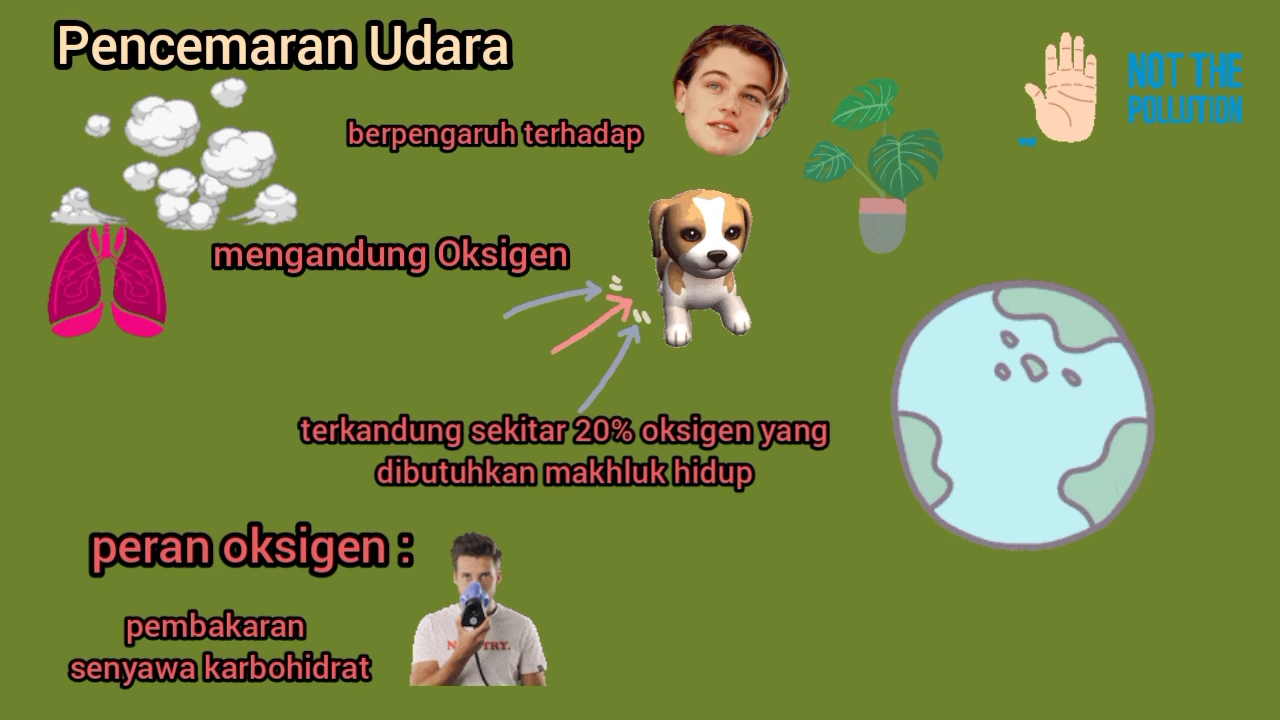 Pencemaran Udara
berpengaruh terhadap
NOT THE
POLLUTION
mengandung Oksigen
terkandung sekitar 20% oksigen yang
dibutuhkan makhluk hidup
peran oksigen :
pembakaran
senyawa karbohidrat